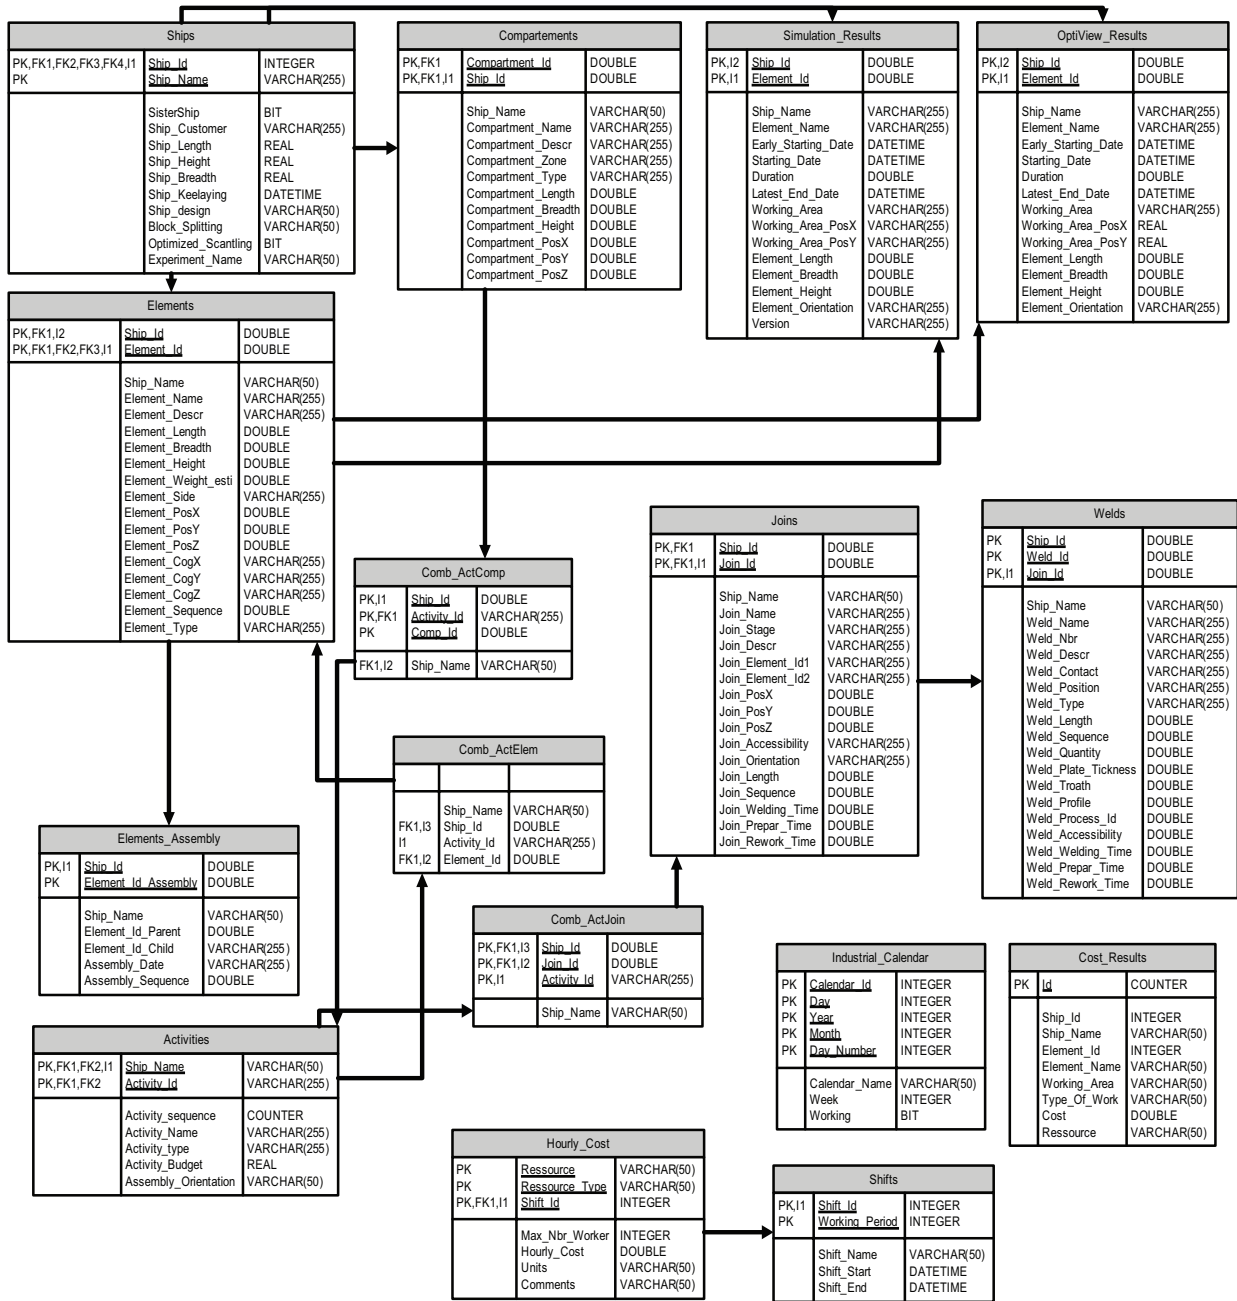 Ships
PK,FK1,FK2,FK3,FK4,I1 Ship_Id INTEGER
PK Ship_Name VARCHAR(255)
SisterShip BIT
Ship_Customer VARCHAR(255)
Ship_Length REAL
Ship_Height REAL
Ship_Breadth REAL
Ship_Keelaying DATETIME
Ship_design VARCHAR(50)
Block_Splitting VARCHAR(50)
Optimized_Scantling BIT
Experiment_Name VARCHAR(50)
Compartements
PK,FK1 Compartment_Id DOUBLE
PK,FK1,I1 Ship_Id DOUBLE
Ship_Name VARCHAR(50)
Compartment_Name VARCHAR(255)
Compartment_Descr VARCHAR(255)
Compartment_Zone VARCHAR(255)
Compartment_Type VARCHAR(255)
Compartment_Length DOUBLE
Compartment_Breadth DOUBLE
Compartment_Height DOUBLE
Compartment_PosX DOUBLE
Compartment_PosY DOUBLE
Compartment_PosZ DOUBLE
Simulation_Results
PK,I2 Ship_Id DOUBLE
PK,I1 Element_Id DOUBLE
Ship_Name VARCHAR(255)
Element_Name VARCHAR(255)
Early_Starting_Date DATETIME
Starting_Date DATETIME
Duration DOUBLE
Latest_End_Date DATETIME
Working_Area VARCHAR(255)
Working_Area_PosX VARCHAR(255)
Working_Area_PosY VARCHAR(255)
Element_Length DOUBLE
Element_Breadth DOUBLE
Element_Height DOUBLE
Element_Orientation VARCHAR(255)
Version VARCHAR(255)
OptiView_Results
PK,I2 Ship_Id DOUBLE
PK,I1 Element_Id DOUBLE
Ship_Name VARCHAR(255)
Element_Name VARCHAR(255)
Early_Starting_Date DATETIME
Starting_Date DATETIME
Duration DOUBLE
Latest_End_Date DATETIME
Working_Area VARCHAR(255)
Working_Area_PosX REAL
Working_Area_PosY REAL
Element_Length DOUBLE
Element_Breadth DOUBLE
Element_Height DOUBLE
Element_Orientation VARCHAR(255)
Elements
PK,FK1,I2 Ship_Id DOUBLE
PK,FK1,FK2,FK3,I1 Element_Id DOUBLE
Ship_Name VARCHAR(50)
Element_Name VARCHAR(255)
Element_Descr VARCHAR(255)
Element_Length DOUBLE
Element_Breadth DOUBLE
Element_Height DOUBLE
Element_Weight_esti DOUBLE
Element_Side VARCHAR(255)
Element_PosX DOUBLE
Element_PosY DOUBLE
Element_PosZ DOUBLE
Element_CogX VARCHAR(255)
Element_CogY VARCHAR(255)
Element_CogZ VARCHAR(255)
Element_Sequence DOUBLE
Element_Type VARCHAR(255)
Comb_ActComp
PK,I1 Ship_Id DOUBLE
PK,FK1 Activity_Id VARCHAR(255)
PK Comp_Id DOUBLE
FK1,I2 Ship_Name VARCHAR(50)
Joins
PK,FK1 Ship_Id DOUBLE
PK,FK1,I1 Join_Id DOUBLE
Ship_Name VARCHAR(50)
Join_Name VARCHAR(255)
Join_Stage VARCHAR(255)
Join_Descr VARCHAR(255)
Join_Element_Id1 VARCHAR(255)
Join_Element_Id2 VARCHAR(255)
Join_PosX DOUBLE
Join_PosY DOUBLE
Join_PosZ DOUBLE
Join_Accessibility VARCHAR(255)
Join_Orientation VARCHAR(255)
Join_Length DOUBLE
Join_Sequence DOUBLE
Join_Welding_Time DOUBLE
Join_Prepar_Time DOUBLE
Join_Rework_Time DOUBLE
Welds
PK Ship_Id DOUBLE
PK Weld_Id DOUBLE
PK,I1 Join_Id DOUBLE
Ship_Name VARCHAR(50)
Weld_Name VARCHAR(255)
Weld_Nbr VARCHAR(255)
Weld_Descr VARCHAR(255)
Weld_Contact VARCHAR(255)
Weld_Position VARCHAR(255)
Weld_Type VARCHAR(255)
Weld_Length DOUBLE
Weld_Sequence DOUBLE
Weld_Quantity DOUBLE
Weld_Plate_Tickness DOUBLE
Weld_Troath DOUBLE
Weld_Profile DOUBLE
Weld_Process_Id DOUBLE
Weld_Accessibility DOUBLE
Weld_Welding_Time DOUBLE
Weld_Prepar_Time DOUBLE
Weld_Rework_Time DOUBLE
Comb_ActElem
Ship_Name VARCHAR(50)
FK1,I3 Ship_Id DOUBLE
I1 Activity_Id VARCHAR(255)
FK1,I2 Element_Id DOUBLE
Elements_Assembly
PK,I1 Ship_Id DOUBLE
PK Element_Id_Assembly DOUBLE
Ship_Name VARCHAR(50)
Element_Id_Parent DOUBLE
Element_Id_Child VARCHAR(255)
Assembly_Date VARCHAR(255)
Assembly_Sequence DOUBLE
Comb_ActJoin
PK,FK1,I3 Ship_Id DOUBLE
PK,FK1,I2 Join_Id DOUBLE
PK,I1 Activity_Id VARCHAR(255)
Ship_Name VARCHAR(50)
Industrial_Calendar
PK Calendar_Id INTEGER
PK Day INTEGER
PK Year INTEGER
PK Month INTEGER
PK Day_Number INTEGER
Calendar_Name VARCHAR(50)
Week INTEGER
Working BIT
Cost_Results
PK Id COUNTER
Ship_Id INTEGER
Ship_Name VARCHAR(50)
Element_Id INTEGER
Element_Name VARCHAR(50)
Working_Area VARCHAR(50)
Type_Of_Work VARCHAR(50)
Cost DOUBLE
Ressource VARCHAR(50)
Activities
PK,FK1,FK2,I1 Ship_Name VARCHAR(50)
PK,FK1,FK2 Activity_Id VARCHAR(255)
Activity_sequence COUNTER
Activity_Name VARCHAR(255)
Activity_type VARCHAR(255)
Activity_Budget REAL
Assembly_Orientation VARCHAR(50)
Hourly_Cost
PK Ressource VARCHAR(50)
PK Ressource_Type VARCHAR(50)
PK,FK1,I1 Shift_Id INTEGER
Max_Nbr_Worker INTEGER
Hourly_Cost DOUBLE
Units VARCHAR(50)
Comments VARCHAR(50)
Shifts
PK,I1 Shift_Id INTEGER
PK Working_Period INTEGER
Shift_Name VARCHAR(50)
Shift_Start DATETIME
Shift_End DATETIME